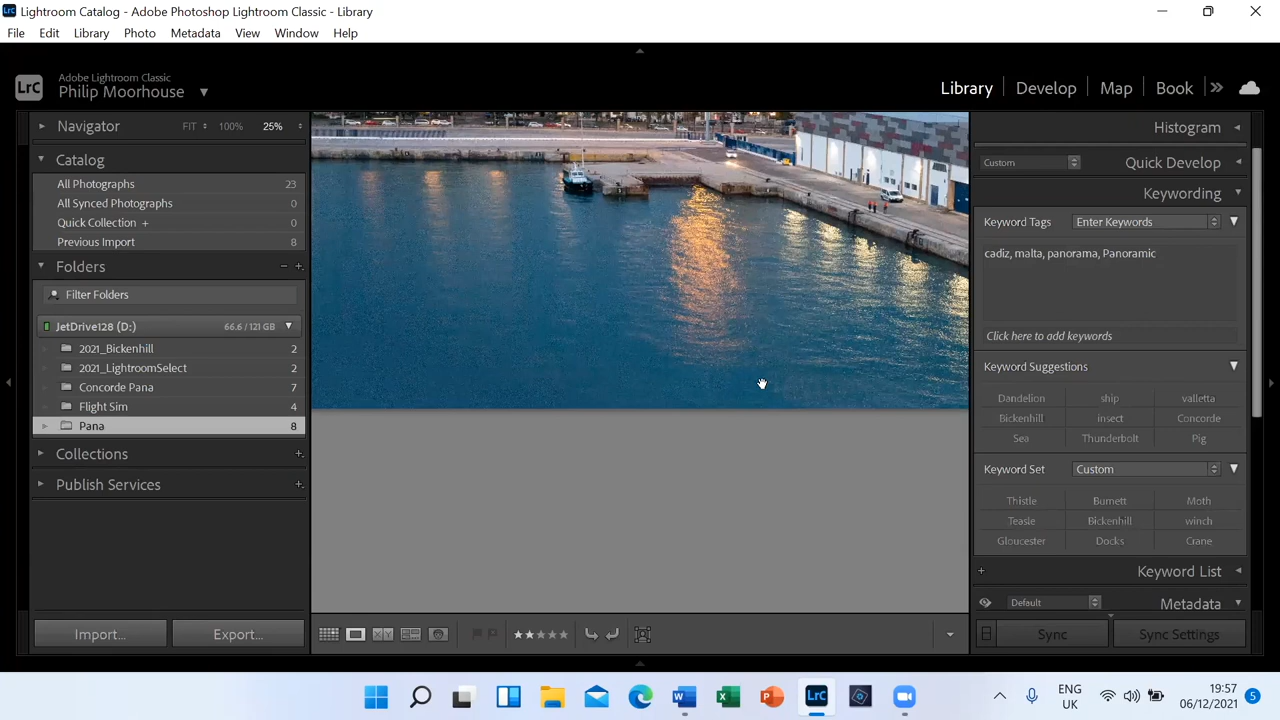 Lightroom Catalog - Adobe Photoshop Lightroom Classic - Library
File Edit Library Photo Metadata View Window Help
LrC
Adobe Lightroom Classic
Philip Moorhouse
Library Develop Map Book
Navigator FIT 100% 25%
Catalog
All Photographs 23
All Synced Photographs 0
Quick Collection + 0
Previous Import 8
Folders
Filter Folders
JetDrive128 (D:) 66.6 / 121 GB
2021_Bickenhill 2
2021_LightroomSelect 2
Concorde Pana 7
Flight Sim 4
Pana 8
Collections
Publish Services
Import... Export...
Histogram
Custom Quick Develop
Keywording
Keyword Tags Enter Keywords
cadiz, malta, panorama, Panoramic
Click here to add keywords
Keyword Suggestions
Dandelion ship valletta
Bickenhill insect Concorde
Sea Thunderbolt Pig
Keyword Set Custom
Thistle Burnett Moth
Teasle Bickenhill winch
Gloucester Docks Crane
Keyword List
Default Metadata
Sync Sync Settings
XY
LrC
ENG
UK
19:57
06/12/2021
5